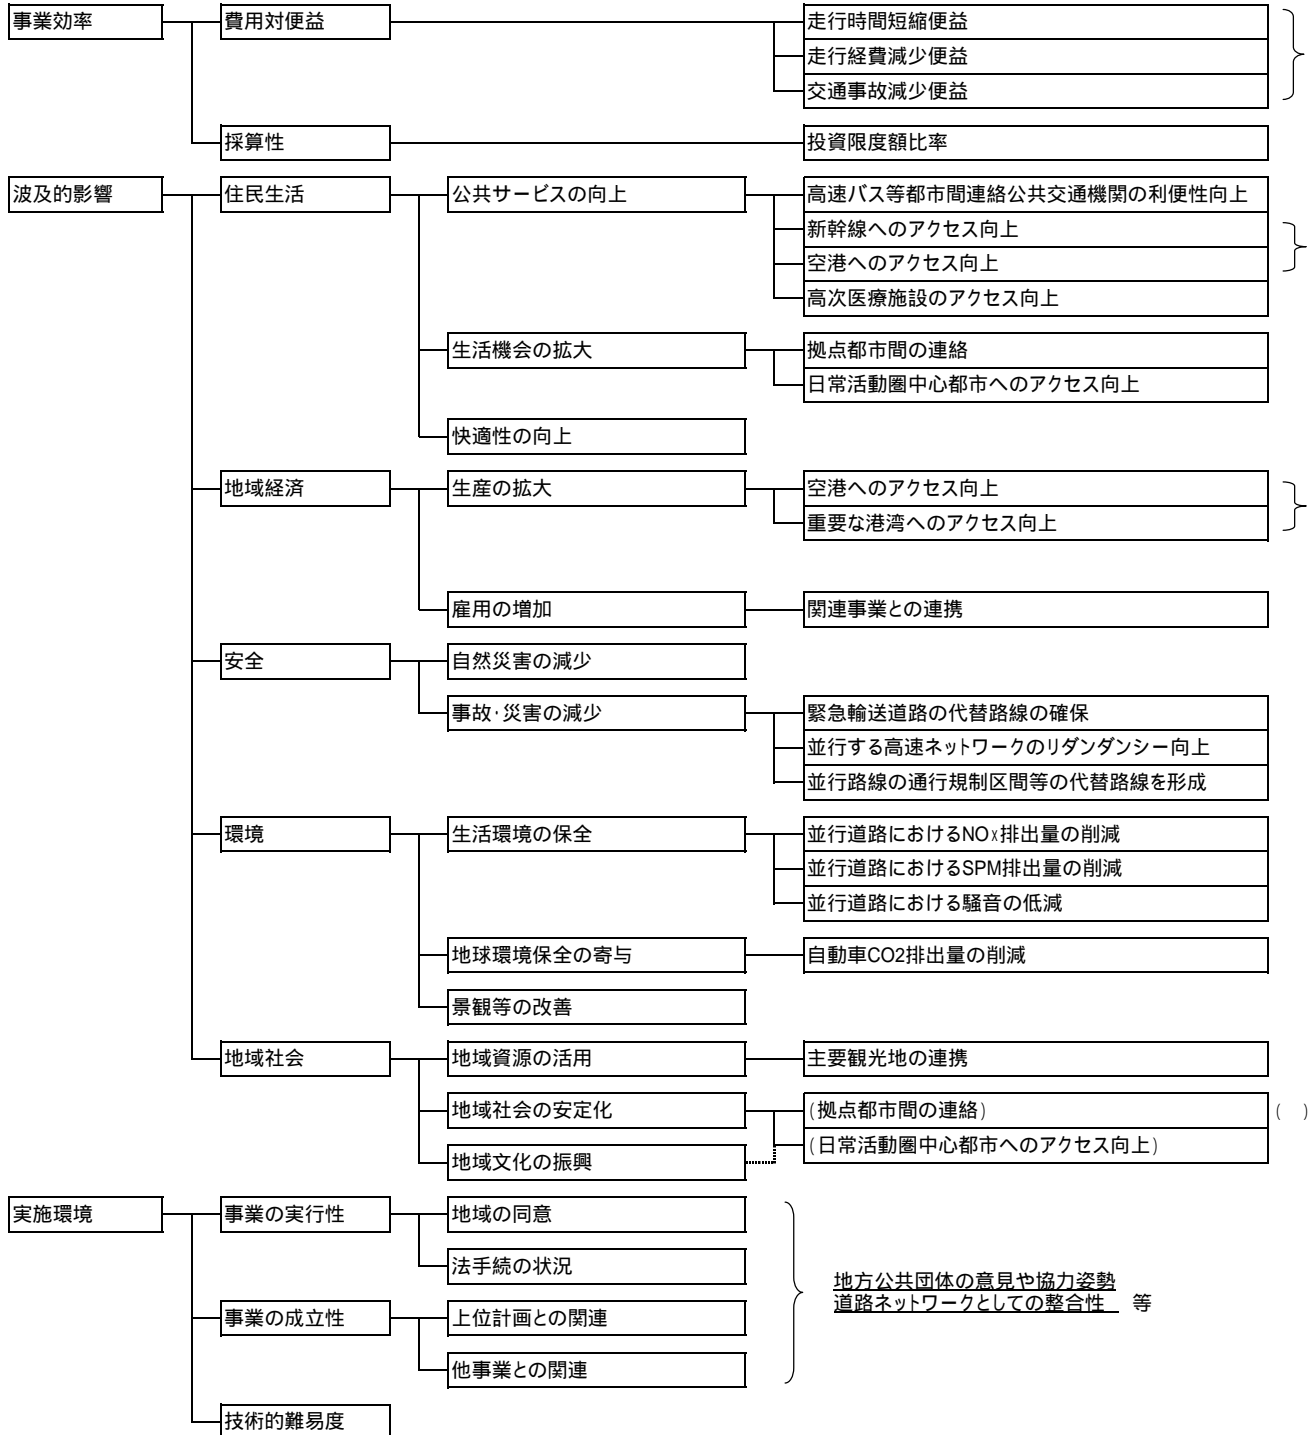 事業効率
費用対便益
走行時間短縮便益
走行経費減少便益
交通事故減少便益
採算性
投資限度額比率
波及的影響
住民生活
公共サービスの向上
高速バス等都市間連絡公共交通機関の利便性向上
新幹線へのアクセス向上
空港へのアクセス向上
高次医療施設のアクセス向上
生活機会の拡大
拠点都市間の連絡
日常活動圏中心都市へのアクセス向上
快適性の向上
地域経済
生産の拡大
空港へのアクセス向上
重要な港湾へのアクセス向上
雇用の増加
関連事業との連携
安全
自然災害の減少
事故・災害の減少
緊急輸送道路の代替路線の確保
並行する高速ネットワークのリダンダンシー向上
並行路線の通行規制区間等の代替路線を形成
環境
生活環境の保全
並行道路におけるNOx排出量の削減
並行道路におけるSPM排出量の削減
並行道路における騒音の低減
地球環境保全の寄与
自動車CO2排出量の削減
景観等の改善
地域社会
地域資源の活用
主要観光地の連携
地域社会の安定化
(拠点都市間の連絡)
( )
(日常活動圏中心都市へのアクセス向上)
地域文化の振興
実施環境
事業の実行性
地域の同意
法手続の状況
事業の成立性
上位計画との関連
他事業との関連
地方公共団体の意見や協力姿勢
道路ネットワークとしての整合性 等
技術的難易度